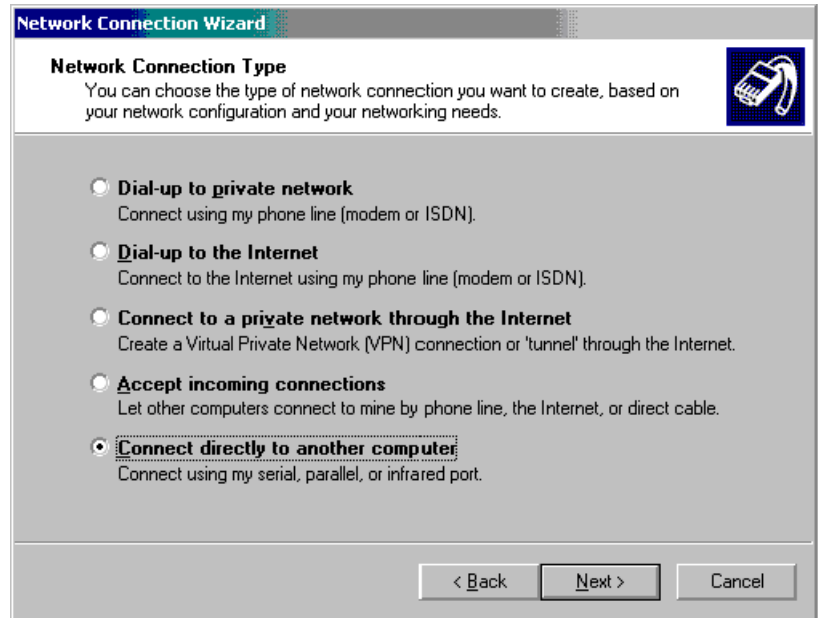 Network Connection Wizard
Network Connection Type
You can choose the type of network connection you want to create, based on
your network configuration and your networking needs.
Dial-up to private network
Connect using my phone line (modem or ISDN).
Dial-up to the Internet
Connect to the Internet using my phone line (modem or ISDN).
Connect to a private network through the Internet
Create a Virtual Private Network (VPN) connection or 'tunnel' through the Internet.
Accept incoming connections
Let other computers connect to mine by phone line, the Internet, or direct cable.
Connect directly to another computer
Connect using my serial, parallel, or infrared port.
< Back Next > Cancel